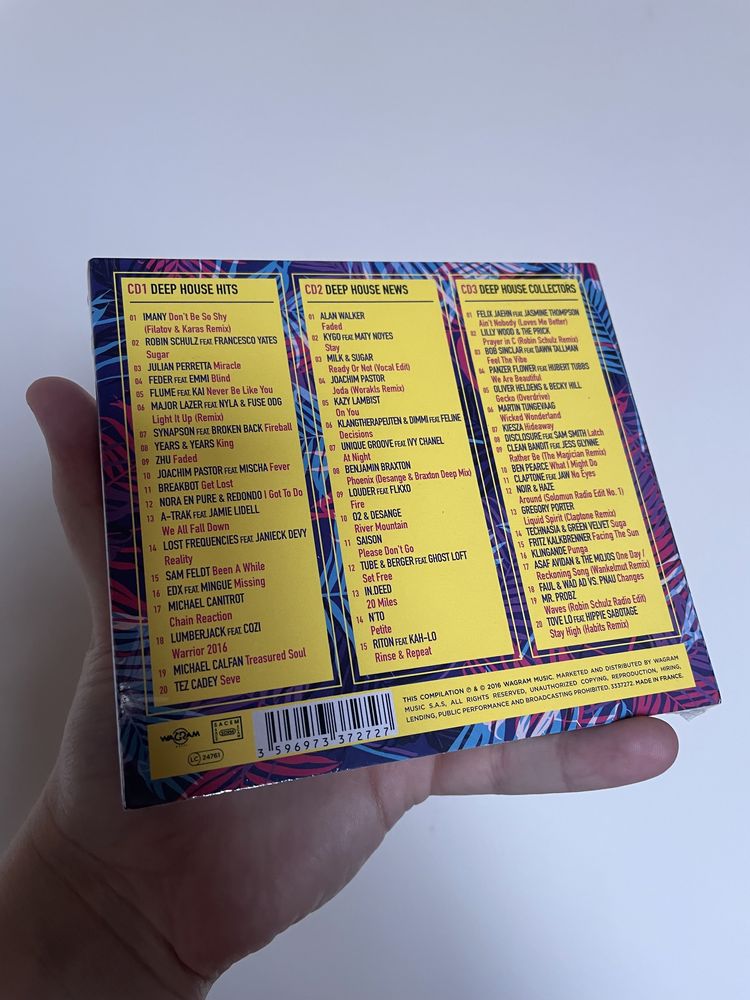 CD1 DEEP HOUSE HITS
01 IMANY Don't Be So Shy
(Filatov & Karas Remix)
02 ROBIN SCHULZ FEAT. FRANCESCO YATES
Sugar
03 JULIAN PERRETTA Miracle
04 FEDER FEAT. EMMI Blind
05 FLUME FEAT. KAI Never Be Like You
06 MAJOR LAZER FEAT. NYLA & FUSE ODG
Light It Up (Remix)
07 SYNAPSON FEAT. BROKEN BACK Fireball
08 YEARS & YEARS King
09 ZHU Faded
10 JOACHIM PASTOR FEAT. MISCHA Fever
11 BREAKBOT Get Lost
12 NORA EN PURE & REDONDO I Got To Do
13 A-TRAK FEAT. JAMIE LIDELL
We All Fall Down
14 LOST FREQUENCIES FEAT. JANIECK DEVY
Reality
15 SAM FELDT Been A While
16 EDX FEAT. MINGUE Missing
17 MICHAEL CANITROT
Chain Reaction
18 LUMBERJACK FEAT. COZI
Warrior 2016
19 MICHAEL CALFAN Treasured Soul
20 TEZ CADEY Seve
CD2 DEEP HOUSE NEWS
01 ALAN WALKER
Faded
02 KYGO FEAT. MATY NOYES
Stay
03 MILK & SUGAR
Ready Or Not (Vocal Edit)
04 JOACHIM PASTOR
Joda (Worakls Remix)
05 KAZY LAMBIST
On You
06 KLANGTHERAPEUTEN & DIMMI FEAT. FELINE
Decisions
07 UNIQUE GROOVE FEAT. IVY CHANEL
At Night
08 BENJAMIN BRAXTON
Phoenix (Desange & Braxton Deep Mix)
09 LOUDER FEAT. FLKXO
Fire
10 O2 & DESANGE
River Mountain
11 SAISON
Please Don't Go
12 TUBE & BERGER FEAT. GHOST LOFT
Set Free
13 IN.DEED
20 Miles
14 N'TO
Petite
15 RITON FEAT. KAH-LO
Rinse & Repeat
CD3 DEEP HOUSE COLLECTORS
01 FELIX JAEHN FEAT. JASMINE THOMPSON
Ain't Nobody (Loves Me Better)
02 LILLY WOOD & THE PRICK
Prayer in C (Robin Schulz Remix)
03 BOB SINCLAR FEAT. DAWN TALLMAN
Feel The Vibe
04 PANZER FLOWER FEAT. HUBERT TUBBS
We Are Beautiful
05 OLIVER HELDENS & BECKY HILL
Gecko (Overdrive)
06 MARTIN TUNGEVAAG
Wicked Wonderland
07 KIESZA Hideaway
08 DISCLOSURE FEAT. SAM SMITH Latch
09 CLEAN BANDIT FEAT. JESS GLYNNE
Rather Be (The Magician Remix)
10 BEN PEARCE What I Might Do
11 CLAPTONE FEAT. JAW No Eyes
12 NOIR & HAZE
Around (Solomun Radio Edit No. 1)
13 GREGORY PORTER
Liquid Spirit (Claptone Remix)
14 TECHNASIA & GREEN VELVET Suga
15 FRITZ KALKBRENNER Facing The Sun
16 KLINGANDE Punga
17 ASAF AVIDAN & THE MOJOS One Day /
Reckoning Song (Wankelmut Remix)
18 FAUL & WAD AD VS. PNAU Changes
19 MR. PROBZ
Waves (Robin Schulz Radio Edit)
20 TOVE LO FEAT. HIPPIE SABOTAGE
Stay High (Habits Remix)
WAGRAM
SACEM
LC 24761
3 596973 372727
THIS COMPILATION ℗ & © 2016 WAGRAM MUSIC. MARKETED AND DISTRIBUTED BY WAGRAM
MUSIC S.A.S, ALL RIGHTS RESERVED, UNAUTHORIZED COPYING, REPRODUCTION, HIRING,
LENDING, PUBLIC PERFORMANCE AND BROADCASTING PROHIBITED. 3337272. MADE IN FRANCE.